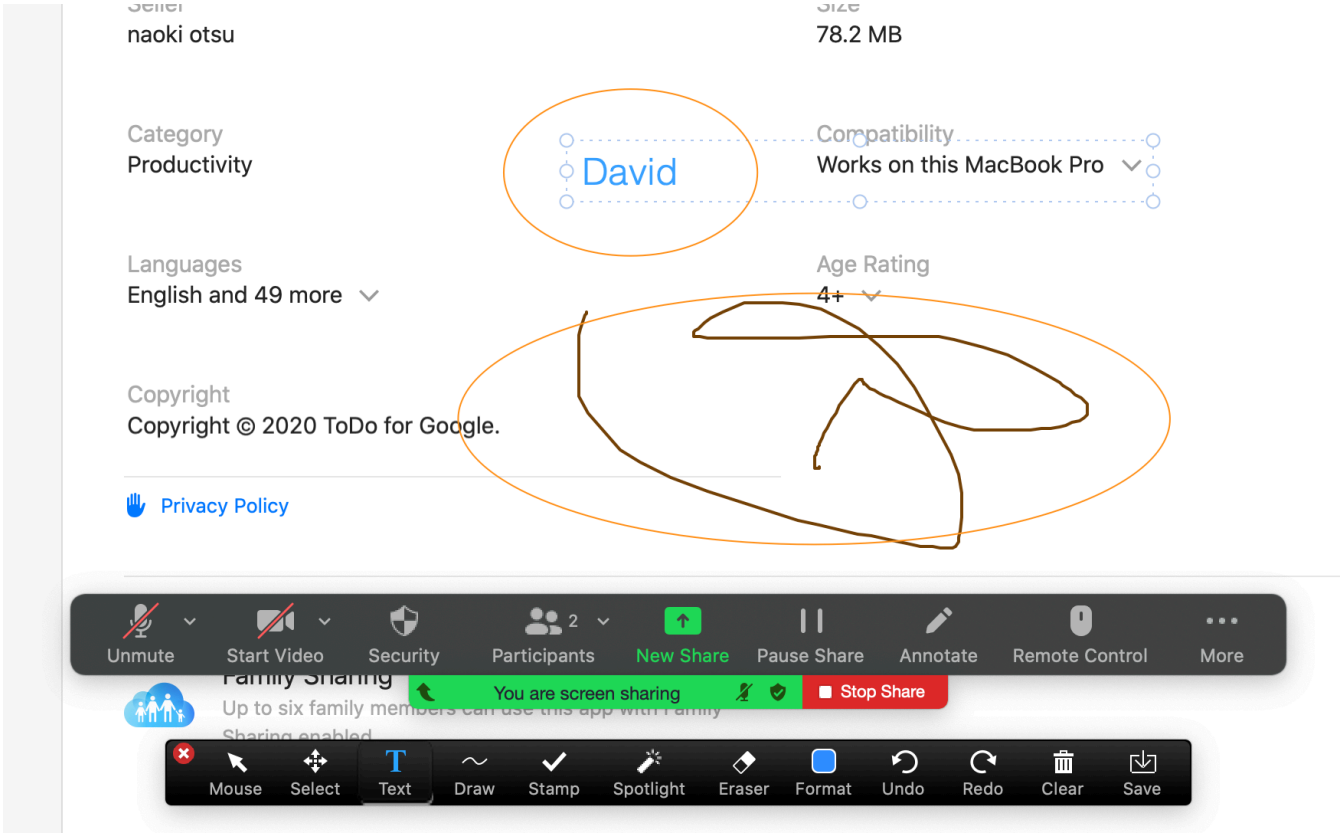 Seller
Size
naoki otsu
78.2 MB
Category
Compatibility
Productivity
David
Works on this MacBook Pro
Languages
Age Rating
English and 49 more
4+
Copyright
Copyright © 2020 ToDo for Google.
Privacy Policy
2
Unmute
Start Video
Security
Participants
New Share
Pause Share
Annotate
Remote Control
More
Family Sharing
You are screen sharing
Stop Share
Up to six family members can use this app with Family
Sharing enabled
T
Mouse
Select
Text
Draw
Stamp
Spotlight
Eraser
Format
Undo
Redo
Clear
Save